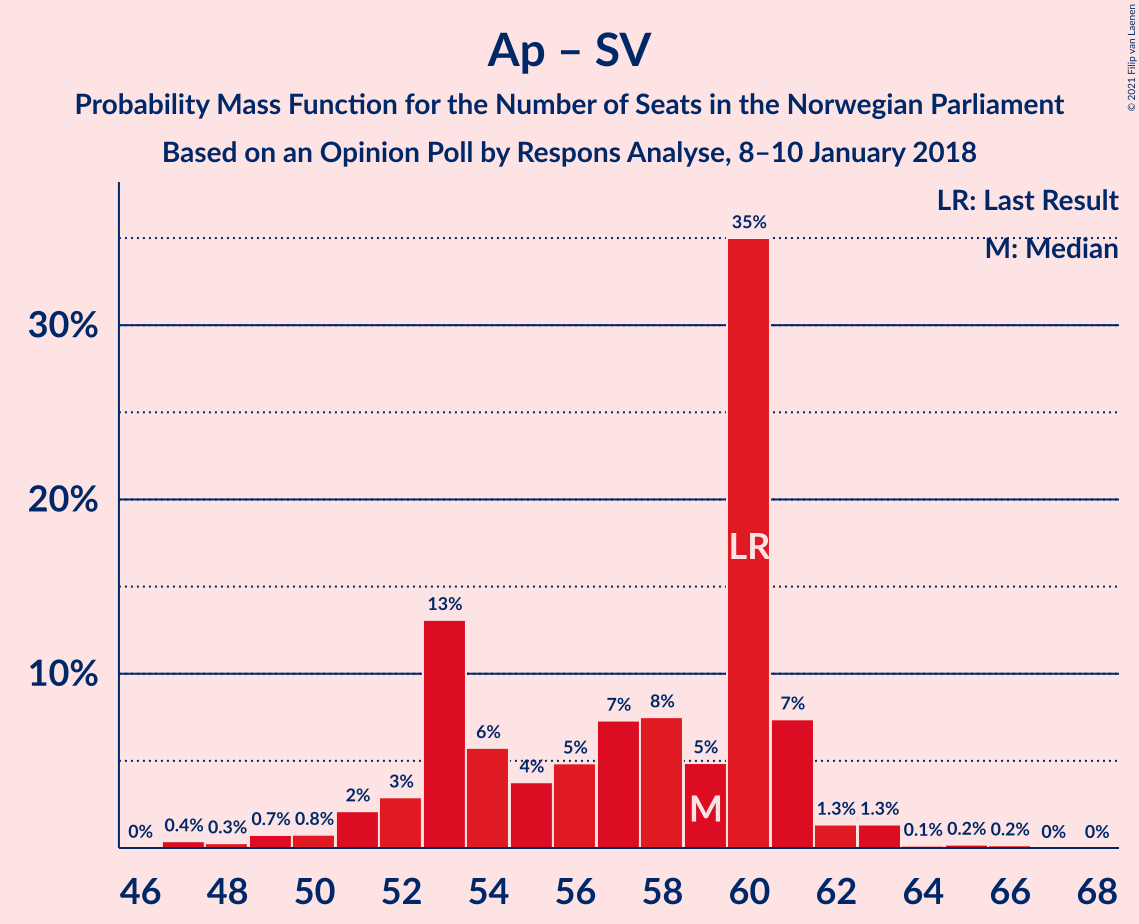 Ap – SV
Probability Mass Function for the Number of Seats in the Norwegian Parliament
Based on an Opinion Poll by Respons Analyse, 8–10 January 2018
© 2021 Filip van Laenen
LR: Last Result
M: Median
30%
20%
10%
0%
0.4%
0.3%
0.7%
0.8%
2%
3%
13%
6%
4%
5%
7%
8%
5%
35%
7%
1.3%
1.3%
0.1%
0.2%
0.2%
0%
0%
M
LR
46 48 50 52 54 56 58 60 62 64 66 68